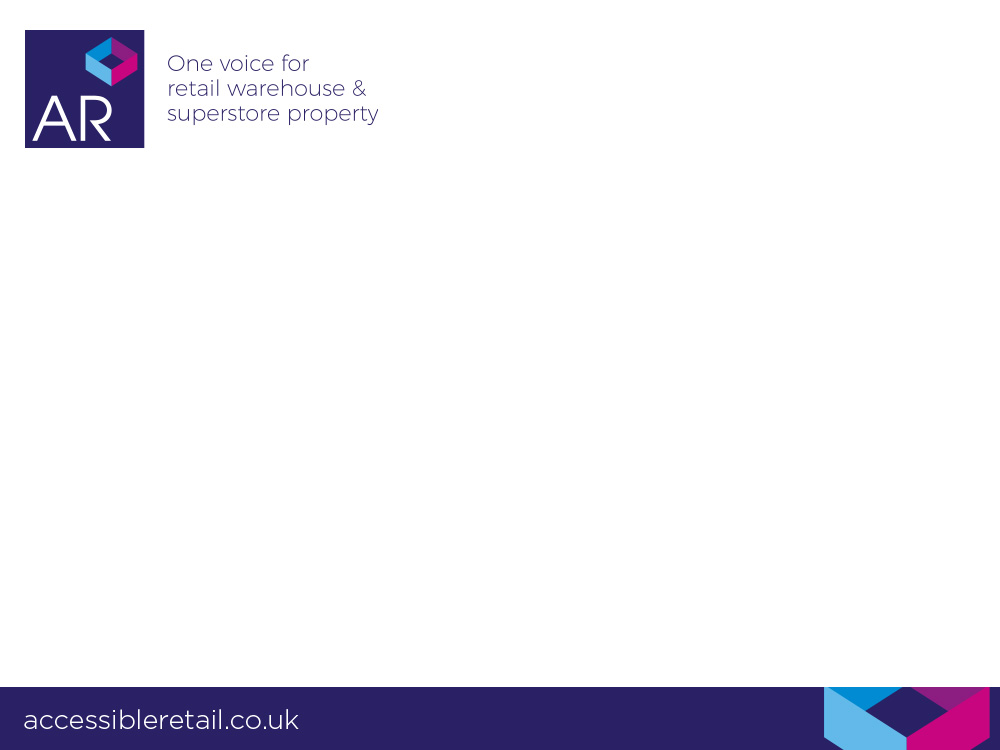 AR
One voice for
retail warehouse &
superstore property
accessibleretail.co.uk